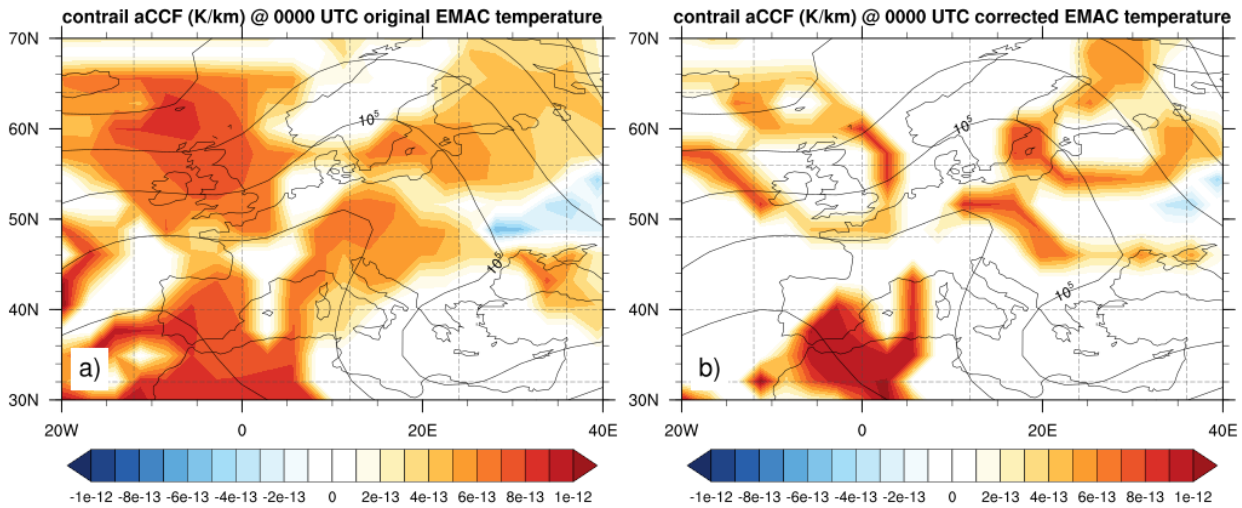 contrail aCCF (K/km) @ 0000 UTC original EMAC temperature
70N
60N
50N
40N
30N
20W
0
20E
40E
10⁵
10⁵
a)
-1e-12 -8e-13 -6e-13 -4e-13 -2e-13 0 2e-13 4e-13 6e-13 8e-13 1e-12
contrail aCCF (K/km) @ 0000 UTC corrected EMAC temperature
70N
60N
50N
40N
30N
20W
0
20E
40E
10⁵
10⁵
b)
-1e-12 -8e-13 -6e-13 -4e-13 -2e-13 0 2e-13 4e-13 6e-13 8e-13 1e-12